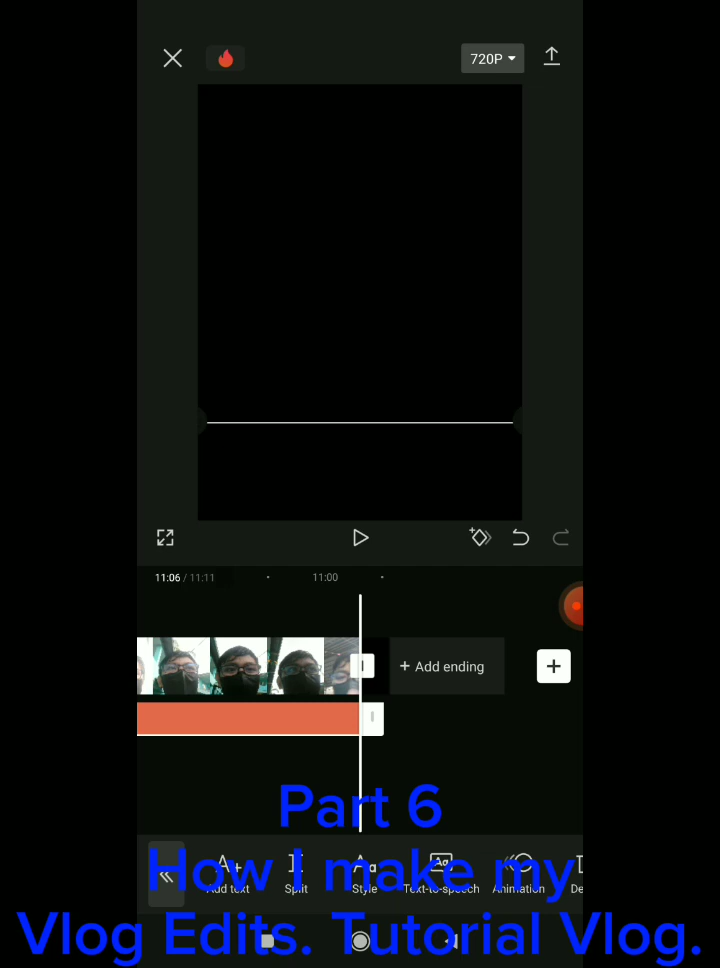 720P
11:06 / 11:11
11:00
+ Add ending
Part 6
How I make my
Add text Split Style Text-to-speech Animation De
Vlog Edits. Tutorial Vlog.